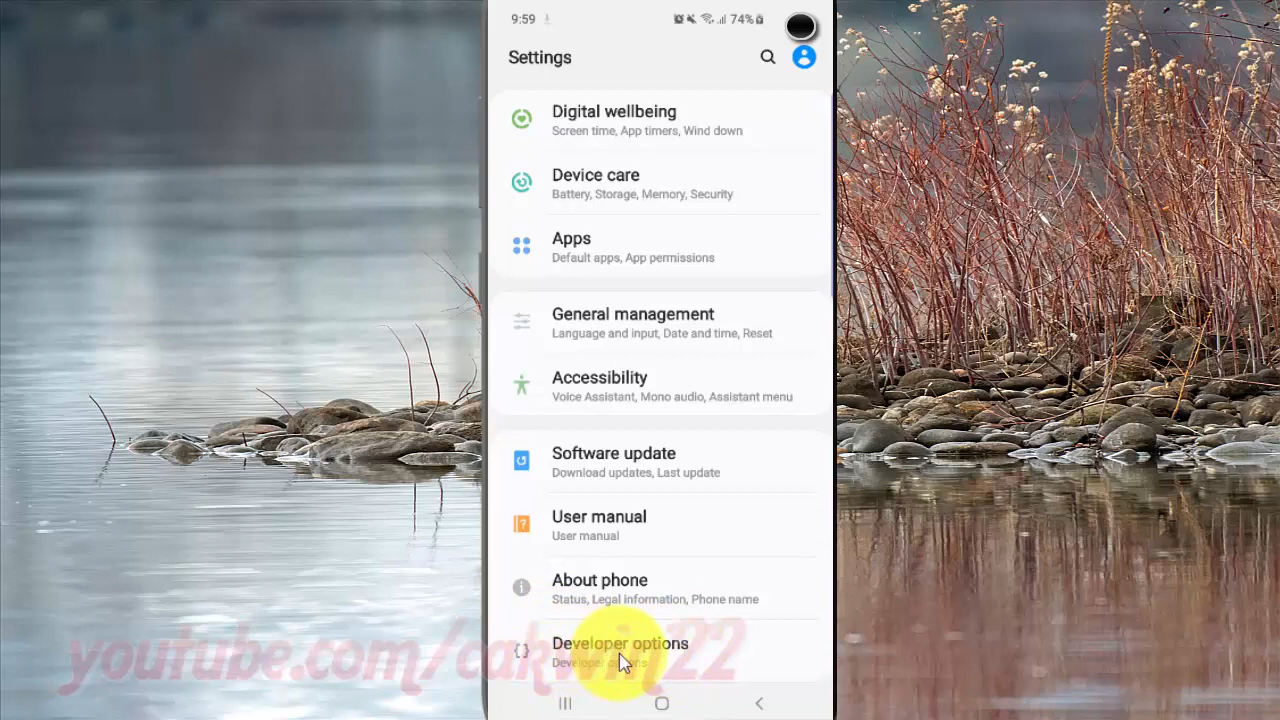 9:59
74%
Settings
Digital wellbeing
Screen time, App timers, Wind down
Device care
Battery, Storage, Memory, Security
Apps
Default apps, App permissions
General management
Language and input, Date and time, Reset
Accessibility
Voice Assistant, Mono audio, Assistant menu
Software update
Download updates, Last update
User manual
User manual
About phone
Status, Legal information, Phone name
Developer options
Developer options
youtube.com/cakwin22